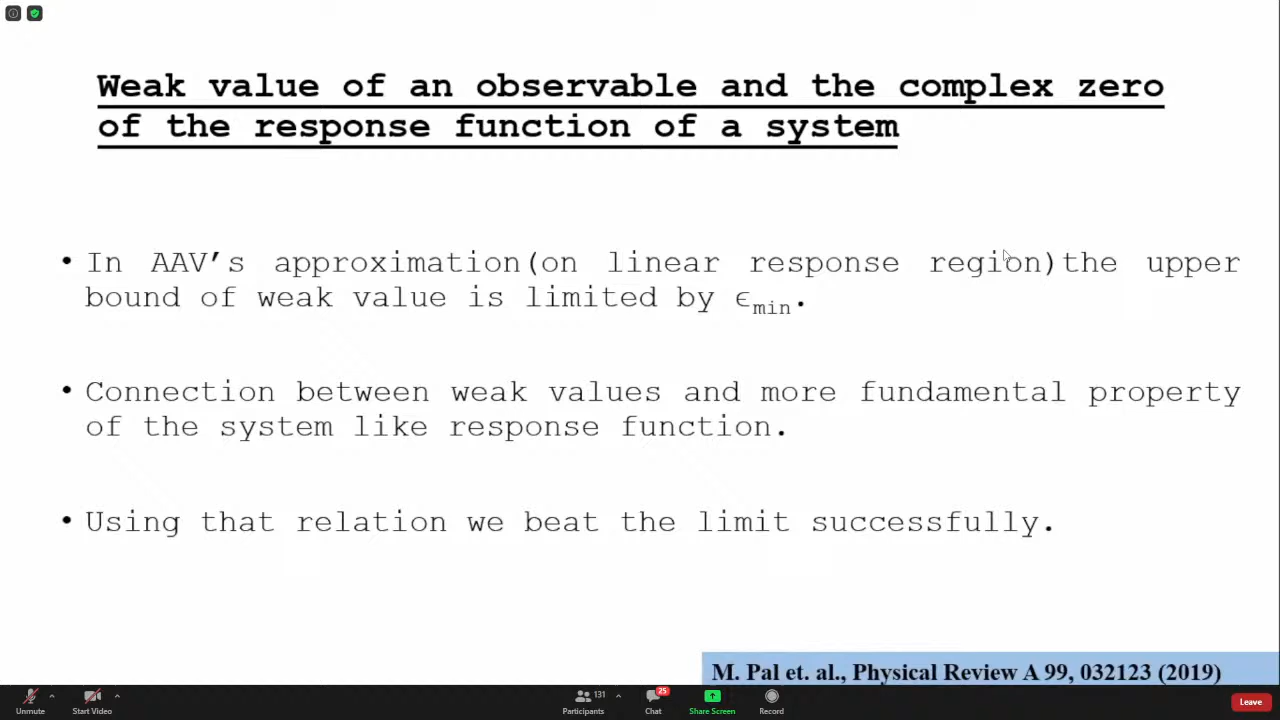 Weak value of an observable and the complex zero
of the response function of a system
• In AAV’s approximation(on linear response region)the upper
bound of weak value is limited by ϵmin.
• Connection between weak values and more fundamental property
of the system like response function.
• Using that relation we beat the limit successfully.
M. Pal et. al., Physical Review A 99, 032123 (2019)
Unmute Start Video Participants 131 Chat 25 Share Screen Record Leave